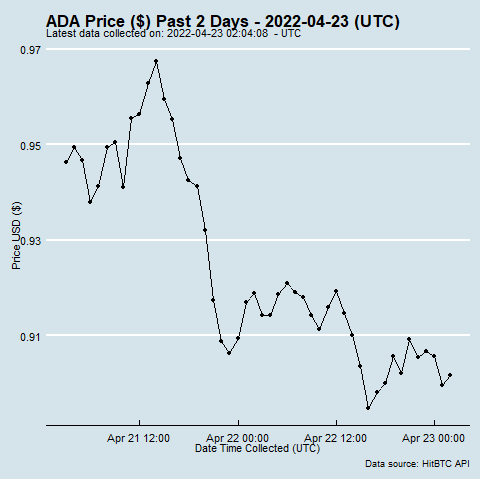 ADA Price ($) Past 2 Days - 2022-04-23 (UTC)
Latest data collected on: 2022-04-23 02:04:08  - UTC
0.97
0.95
0.93
0.91
Price USD ($)
Apr 21 12:00
Apr 22 00:00
Apr 22 12:00
Apr 23 00:00
Date Time Collected (UTC)
Data source: HitBTC API